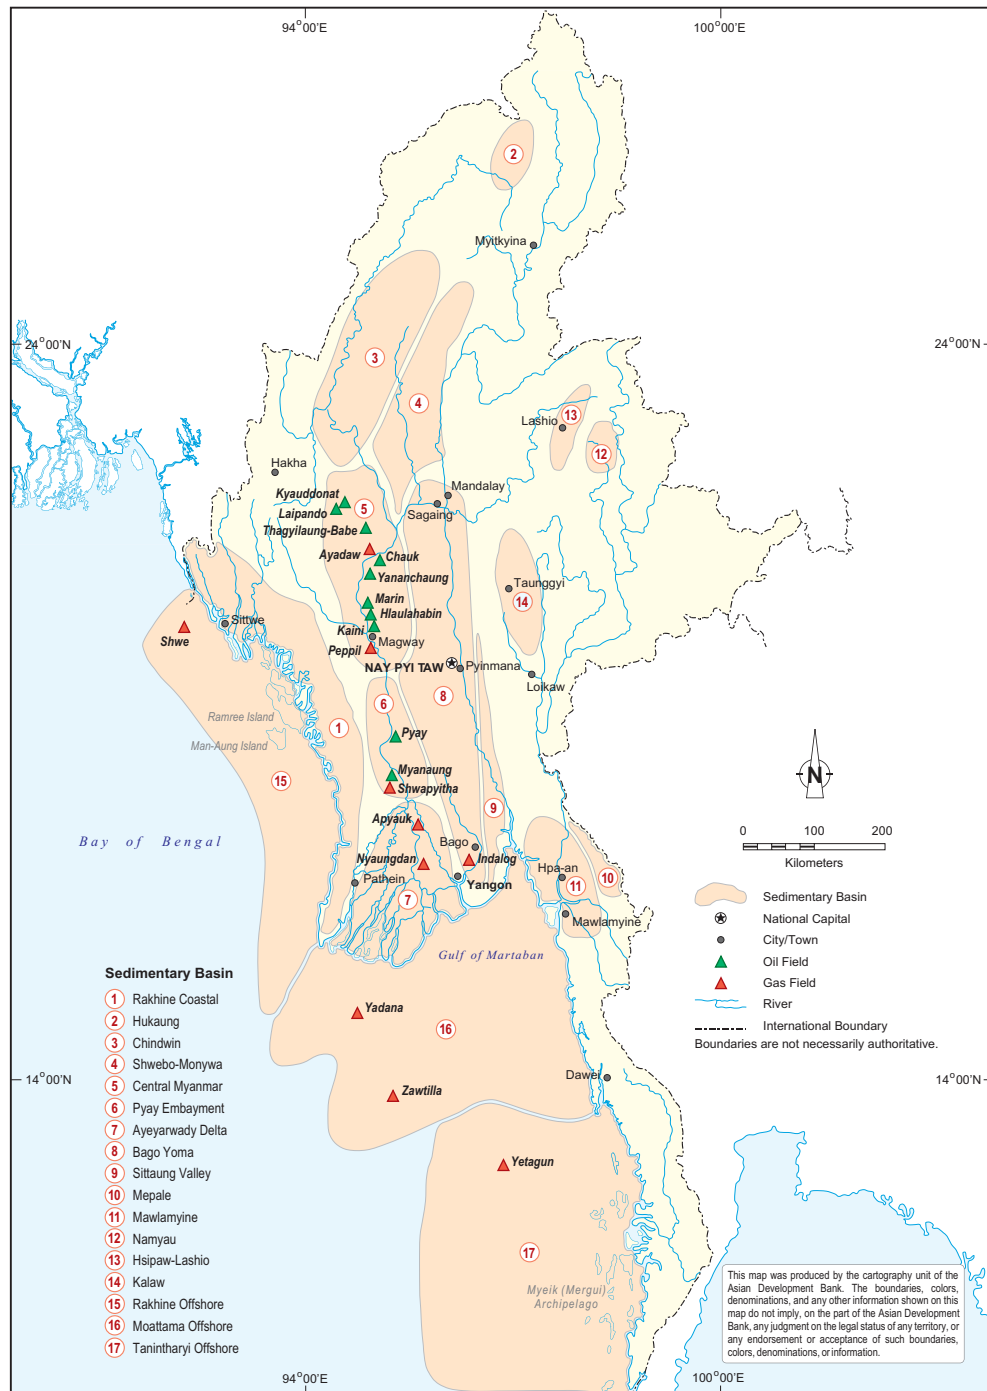 94°00'E
100°00'E
2
Myitkyina
24°00'N
24°00'N
3
4
Lashio
13
12
Hakha
Mandalay
Kyauddonat
5
Sagaing
Laipando
Thagyilaung-Babe
Ayadaw
Chauk
Yananchaung
Taunggyi
14
Marin
Hlaulahabin
Sittwe
Kaini
Magway
Shwe
Peppil
NAY PYI TAW
Pyinmana
Loikaw
6
8
Ramree Island
1
Pyay
Man-Aung Island
15
Myanaung
N
Shwapyitha
9
Apyauk
0 100 200
Bay of Bengal
Bago
Kilometers
Nyaungdan
Indalog
Hpa-an
10
Pathein
Yangon
11
7
Mawlamyine
Sedimentary Basin
National Capital
City/Town
Gulf of Martaban
Oil Field
Gas Field
River
International Boundary
Boundaries are not necessarily authoritative.
Sedimentary Basin
1 Rakhine Coastal
2 Hukaung
3 Chindwin
4 Shwebo-Monywa
5 Central Myanmar
6 Pyay Embayment
7 Ayeyarwady Delta
8 Bago Yoma
9 Sittaung Valley
10 Mepale
11 Mawlamyine
12 Namyau
13 Hsipaw-Lashio
14 Kalaw
15 Rakhine Offshore
16 Moattama Offshore
17 Tanintharyi Offshore
Yadana
16
Dawei
14°00'N
14°00'N
Zawtilla
Yetagun
17
Myeik (Mergui)
Archipelago
This map was produced by the cartography unit of the
Asian Development Bank. The boundaries, colors,
denominations, and any other information shown on this
map do not imply, on the part of the Asian Development
Bank, any judgment on the legal status of any territory, or
any endorsement or acceptance of such boundaries,
colors, denominations, or information.
94°00'E
100°00'E